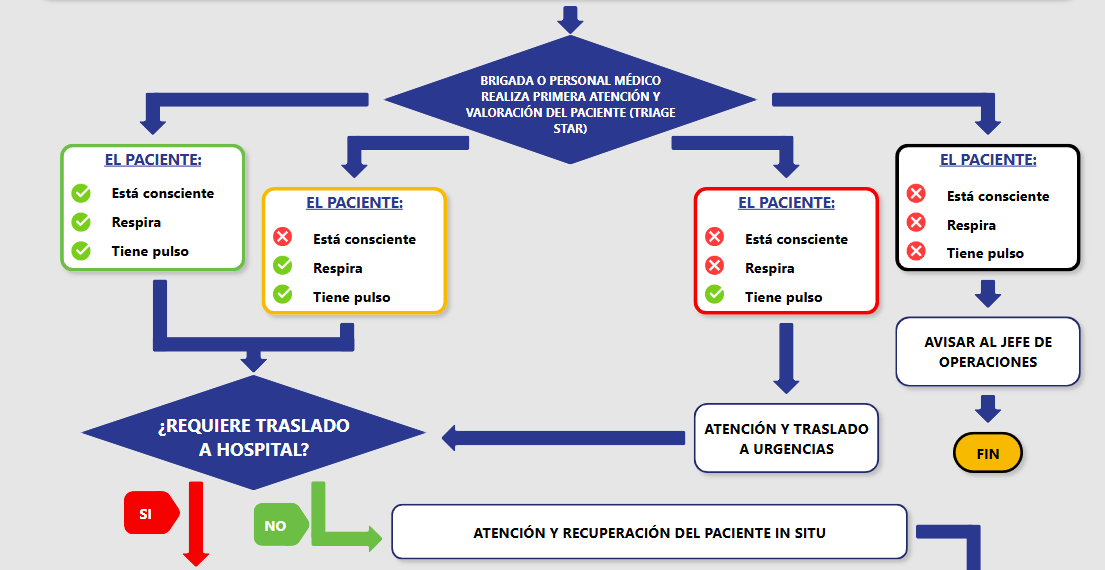 BRIGADA O PERSONAL MÉDICO
REALIZA PRIMERA ATENCIÓN Y
VALORACIÓN DEL PACIENTE (TRIAGE
STAR)
EL PACIENTE:
Está consciente
Respira
Tiene pulso
EL PACIENTE:
Está consciente
Respira
Tiene pulso
EL PACIENTE:
Está consciente
Respira
Tiene pulso
EL PACIENTE:
Está consciente
Respira
Tiene pulso
AVISAR AL JEFE DE
OPERACIONES
FIN
ATENCIÓN Y TRASLADO
A URGENCIAS
¿REQUIERE TRASLADO
A HOSPITAL?
SI
NO
ATENCIÓN Y RECUPERACIÓN DEL PACIENTE IN SITU